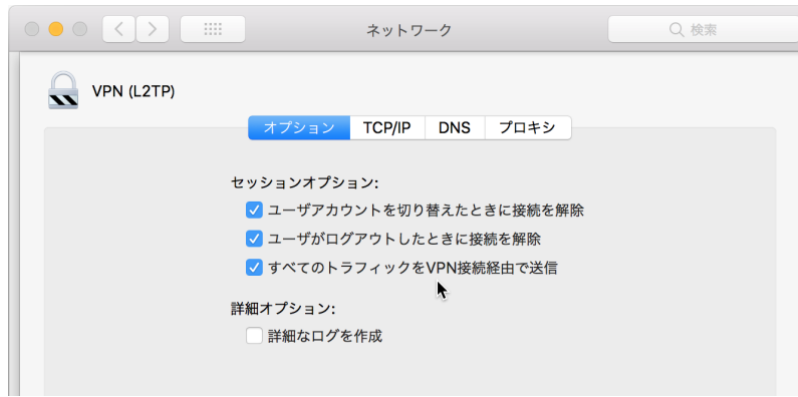 ネットワーク
検索
VPN (L2TP)
オプション TCP/IP DNS プロキシ
セッションオプション:
ユーザアカウントを切り替えたときに接続を解除
ユーザがログアウトしたときに接続を解除
すべてのトラフィックをVPN接続経由で送信
詳細オプション:
詳細なログを作成